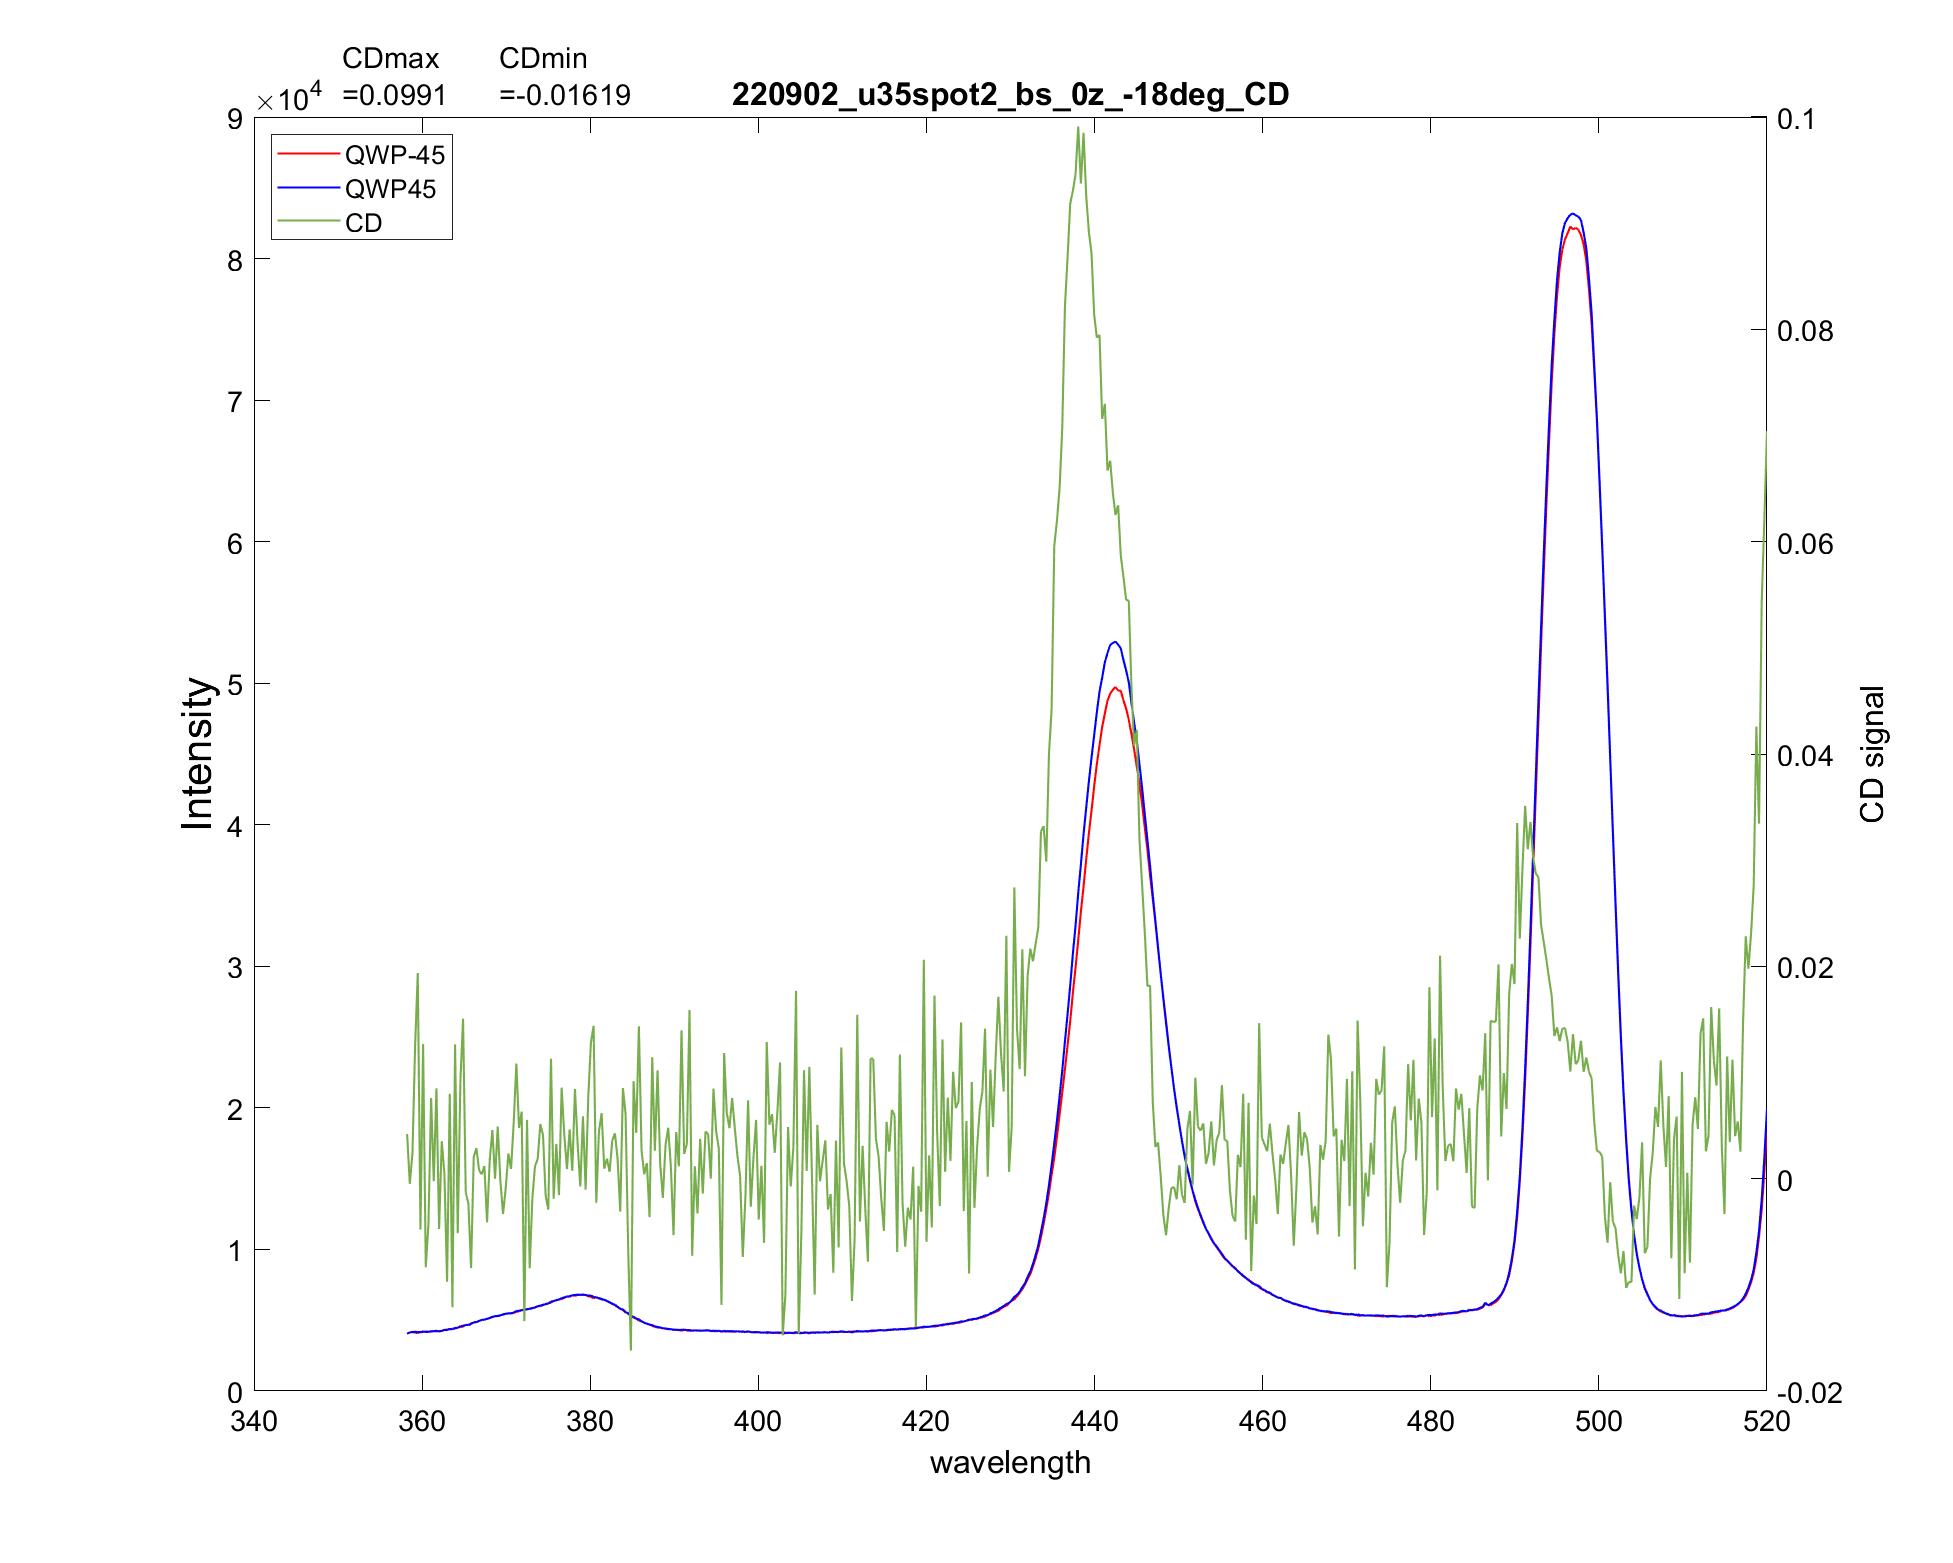 CDmax
=0.0991
CDmin
=-0.01619
220902_u35spot2_bs_0z_-18deg_CD
×10⁴
QWP-45
QWP45
CD
9
8
7
6
5
4
3
2
1
0
Intensity
0.1
0.08
0.06
0.04
0.02
0
-0.02
CD signal
340 360 380 400 420 440 460 480 500 520
wavelength